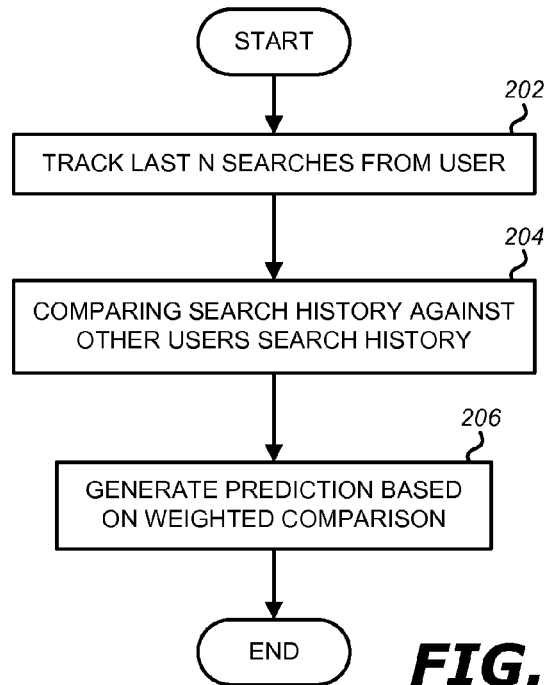 START
202
TRACK LAST N SEARCHES FROM USER
204
COMPARING SEARCH HISTORY AGAINST
OTHER USERS SEARCH HISTORY
206
GENERATE PREDICTION BASED
ON WEIGHTED COMPARISON
END
FIG.